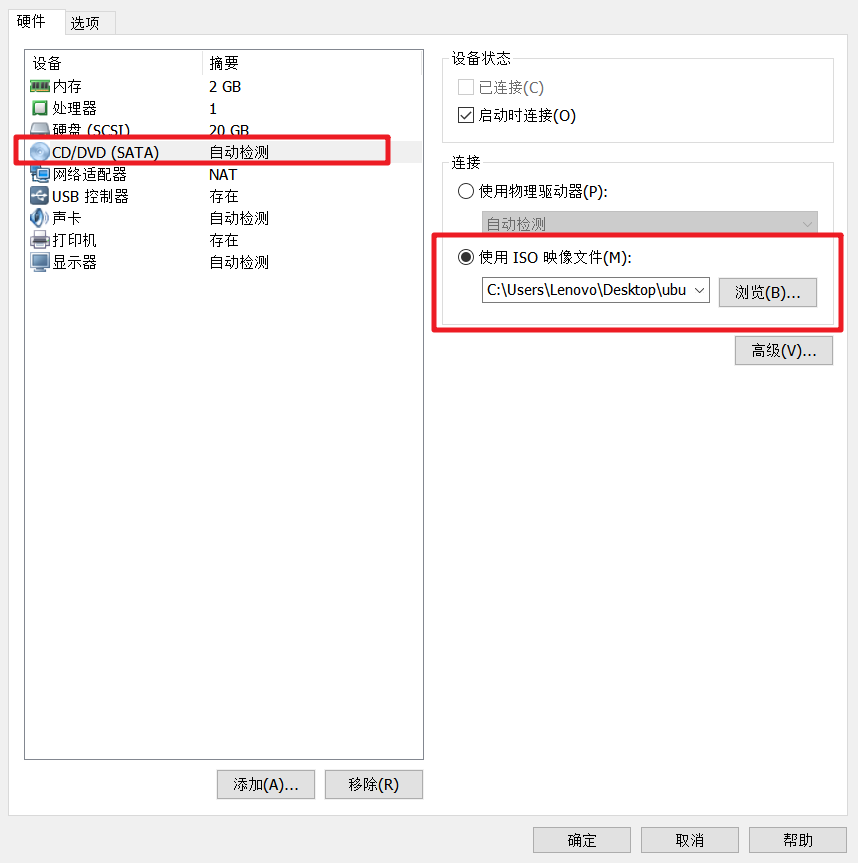 硬件 选项
设备 摘要
内存 2 GB
处理器 1
硬盘 (SCSI) 20 GB
CD/DVD (SATA) 自动检测
网络适配器 NAT
USB 控制器 存在
声卡 自动检测
打印机 存在
显示器 自动检测
添加(A)... 移除(R)
设备状态
已连接(C)
启动时连接(O)
连接
使用物理驱动器(P):
自动检测
使用 ISO 映像文件(M):
C:\Users\Lenovo\Desktop\ubu 浏览(B)...
高级(V)...
确定 取消 帮助